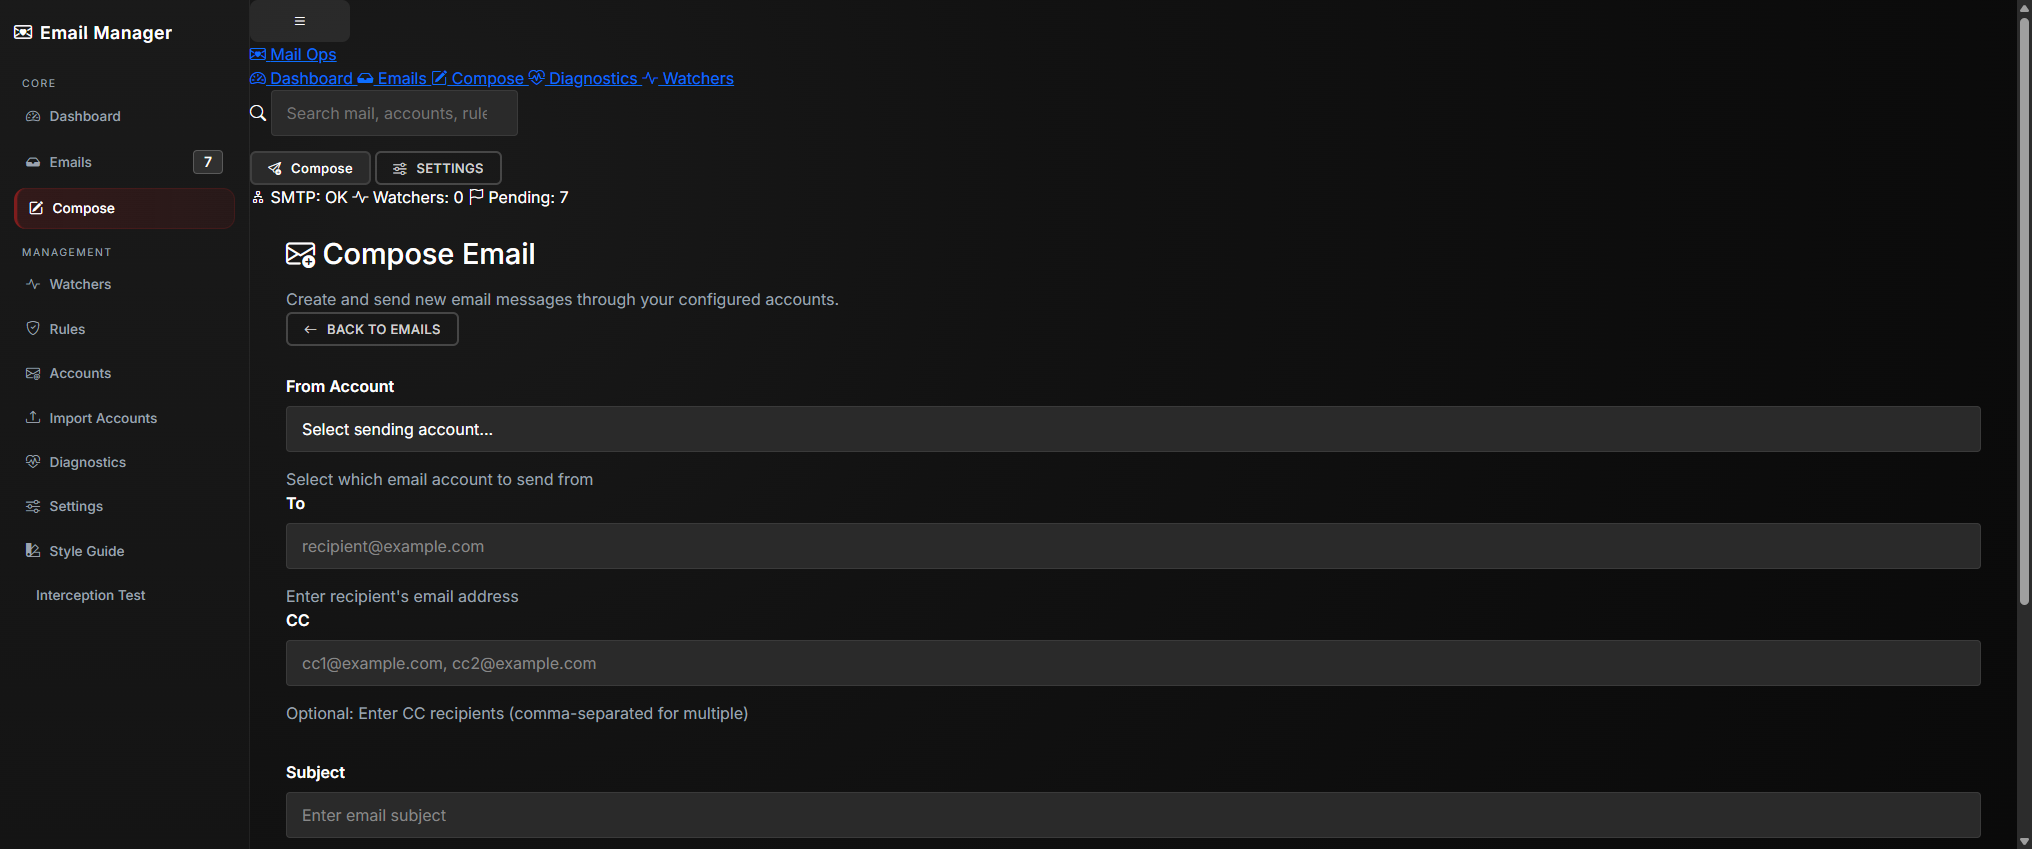 Email Manager
CORE
Dashboard
Emails 7
Compose
MANAGEMENT
Watchers
Rules
Accounts
Import Accounts
Diagnostics
Settings
Style Guide
Interception Test
Mail Ops
Dashboard Emails Compose Diagnostics Watchers
Search mail, accounts, rule
Compose SETTINGS
SMTP: OK Watchers: 0 Pending: 7
Compose Email
Create and send new email messages through your configured accounts.
← BACK TO EMAILS
From Account
Select sending account...
Select which email account to send from
To
recipient@example.com
Enter recipient's email address
CC
cc1@example.com, cc2@example.com
Optional: Enter CC recipients (comma-separated for multiple)
Subject
Enter email subject